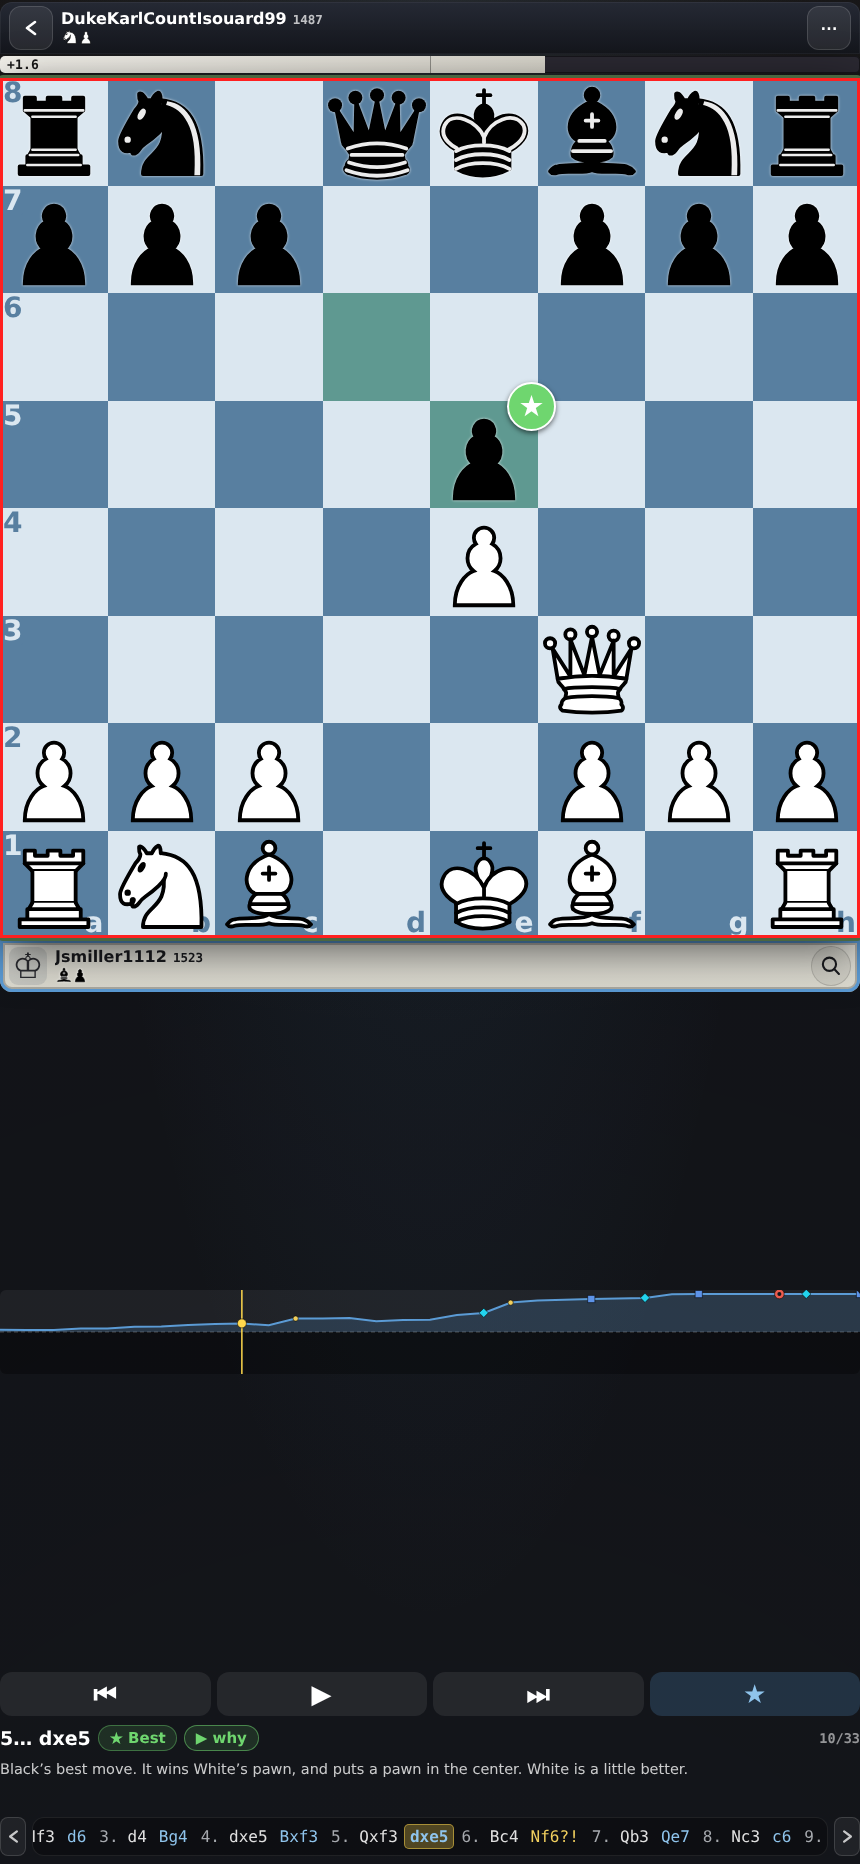 DukeKarlCountIsouard99 1487
...
+1.6
8
7
6
5
4
3
2
1
a b c d e f g h
Jsmiller1112 1523
5... dxe5 ★ Best ▶ why 10/33
Black’s best move. It wins White’s pawn, and puts a pawn in the center. White is a little better.
f3 d6 3. d4 Bg4 4. dxe5 Bxf3 5. Qxf3 dxe5 6. Bc4 Nf6?! 7. Qb3 Qe7 8. Nc3 c6 9.